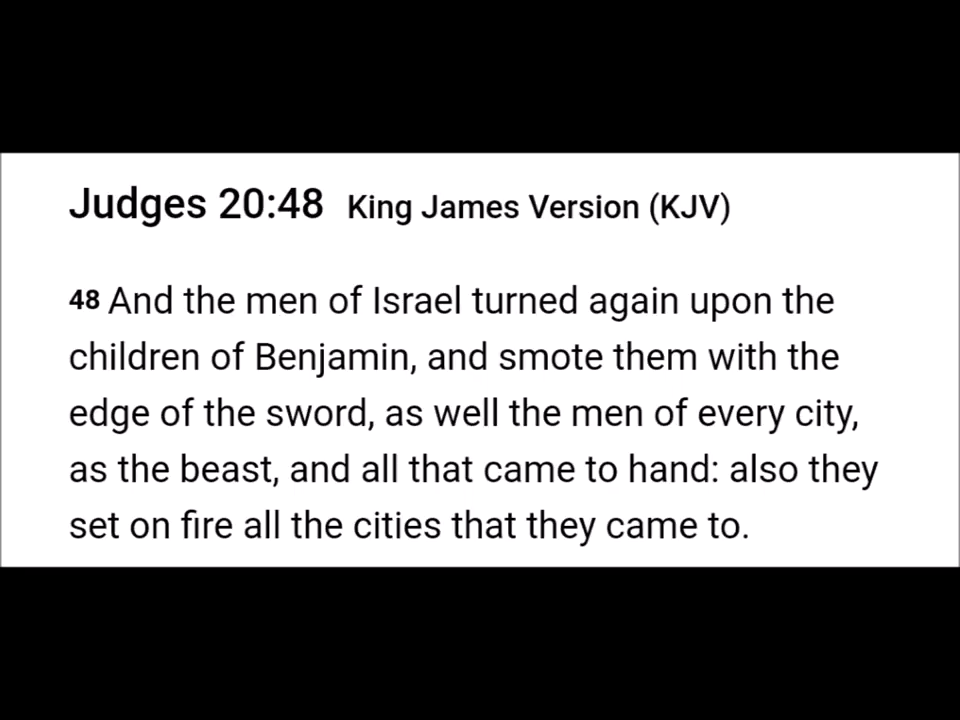 Judges 20:48 King James Version (KJV)
48 And the men of Israel turned again upon the
children of Benjamin, and smote them with the
edge of the sword, as well the men of every city,
as the beast, and all that came to hand: also they
set on fire all the cities that they came to.